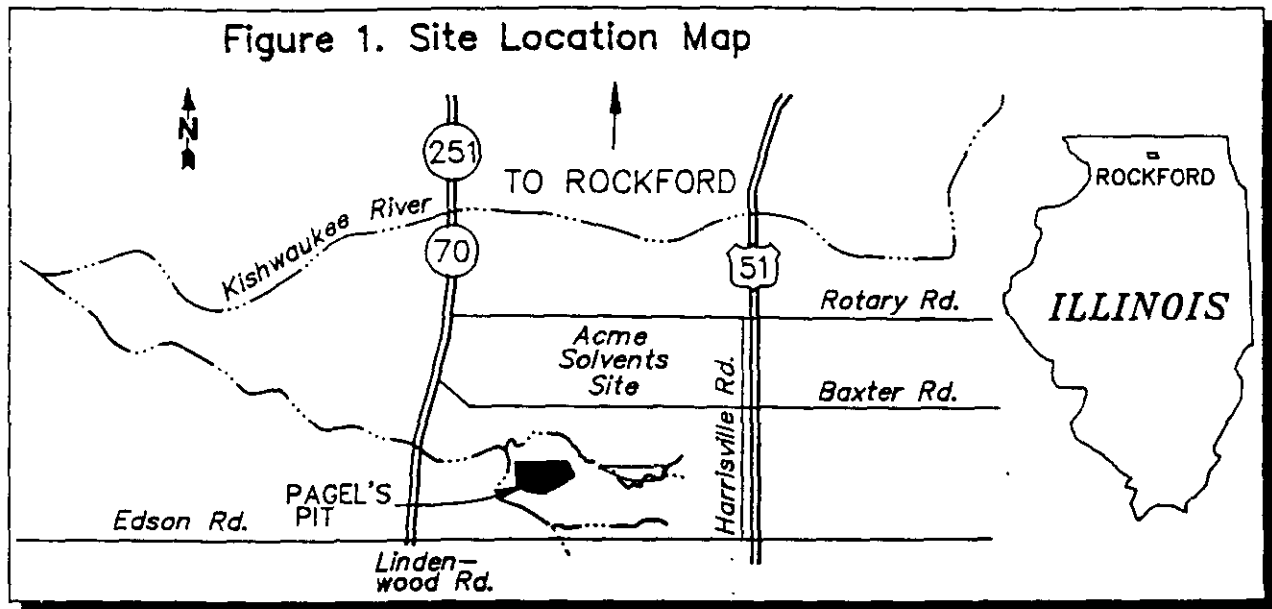 Figure 1. Site Location Map
N
251
TO ROCKFORD
Kishwaukee River
70
51
ROCKFORD
ILLINOIS
Rotary Rd.
Acme
Solvents
Site
Harrisville Rd.
Baxter Rd.
PAGEL'S
PIT
Edson Rd.
Linden-
wood Rd.